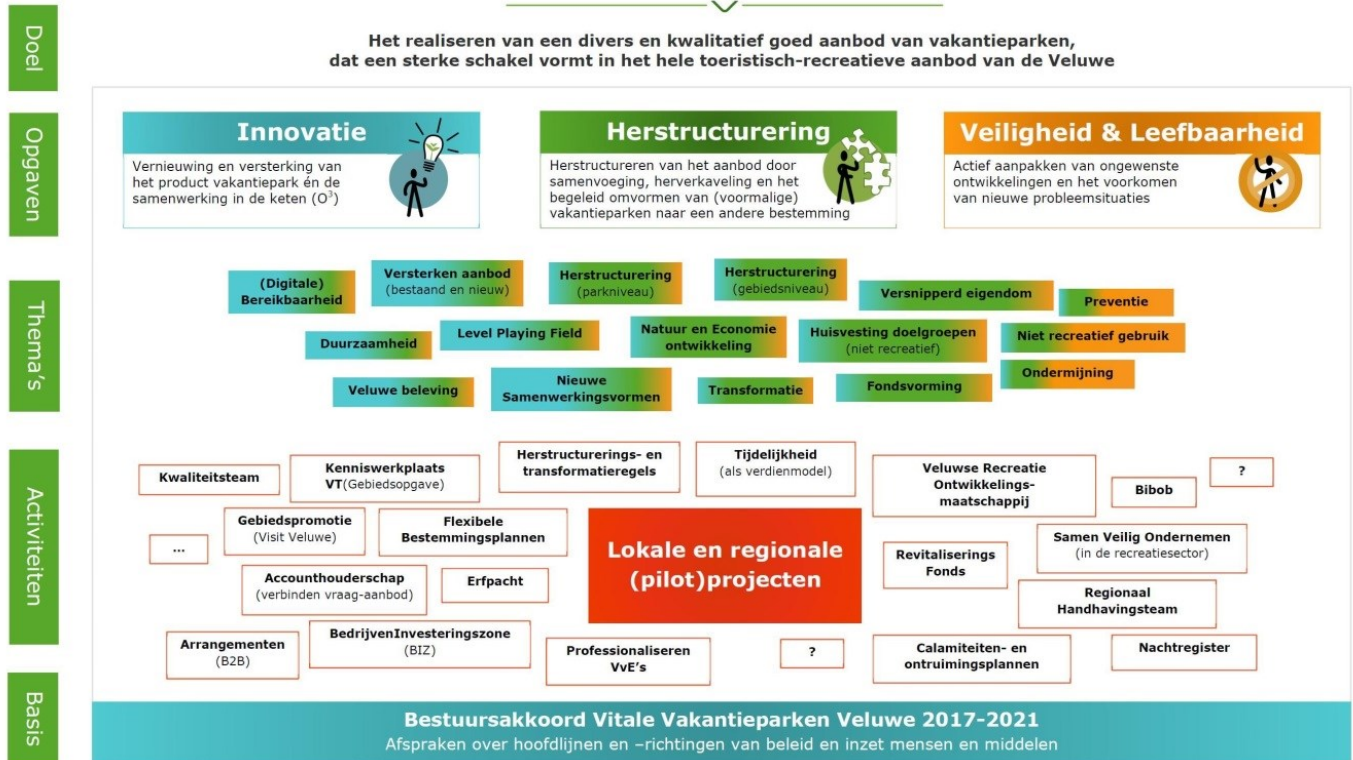 Doel
Het realiseren van een divers en kwalitatief goed aanbod van vakantieparken,
dat een sterke schakel vormt in het hele toeristisch-recreatieve aanbod van de Veluwe
Opgaven
Innovatie
Vernieuwing en versterking van
het product vakantiepark én de
samenwerking in de keten (O³)
Herstructurering
Herstructureren van het aanbod door
samenvoeging, herverkaveling en het
begeleid omvormen van (voormalige)
vakantieparken naar een andere bestemming
Veiligheid & Leefbaarheid
Actief aanpakken van ongewenste
ontwikkelingen en het voorkomen
van nieuwe probleemsituaties
Thema's
(Digitale)
Bereikbaarheid
Versterken aanbod
(bestaand en nieuw)
Herstructurering
(parkniveau)
Herstructurering
(gebiedsniveau)
Versnipperd eigendom
Preventie
Duurzaamheid
Level Playing Field
Natuur en Economie
ontwikkeling
Huisvesting doelgroepen
(niet recreatief)
Niet recreatief gebruik
Veluwe beleving
Nieuwe
Samenwerkingsvormen
Transformatie
Fondsvorming
Ondermijning
Activiteiten
Kwaliteitsteam
Kenniswerkplaats
VT(Gebiedsopgave)
Herstructurerings- en
transformatieregels
Tijdelijkheid
(als verdienmodel)
Veluwse Recreatie
Ontwikkelings-
maatschappij
Bibob
?
...
Gebiedspromotie
(Visit Veluwe)
Flexibele
Bestemmingsplannen
Lokale en regionale
(pilot)projecten
Revitaliserings
Fonds
Samen Veilig Ondernemen
(in de recreatiesector)
Accounthouderschap
(verbinden vraag-aanbod)
Erfpacht
Regionaal
Handhavingsteam
Arrangementen
(B2B)
BedrijvenInvesteringszone
(BIZ)
Professionaliseren
VvE's
?
Calamiteiten- en
ontruimingsplannen
Nachtregister
Basis
Bestuursakkoord Vitale Vakantieparken Veluwe 2017-2021
Afspraken over hoofdlijnen en –richtingen van beleid en inzet mensen en middelen